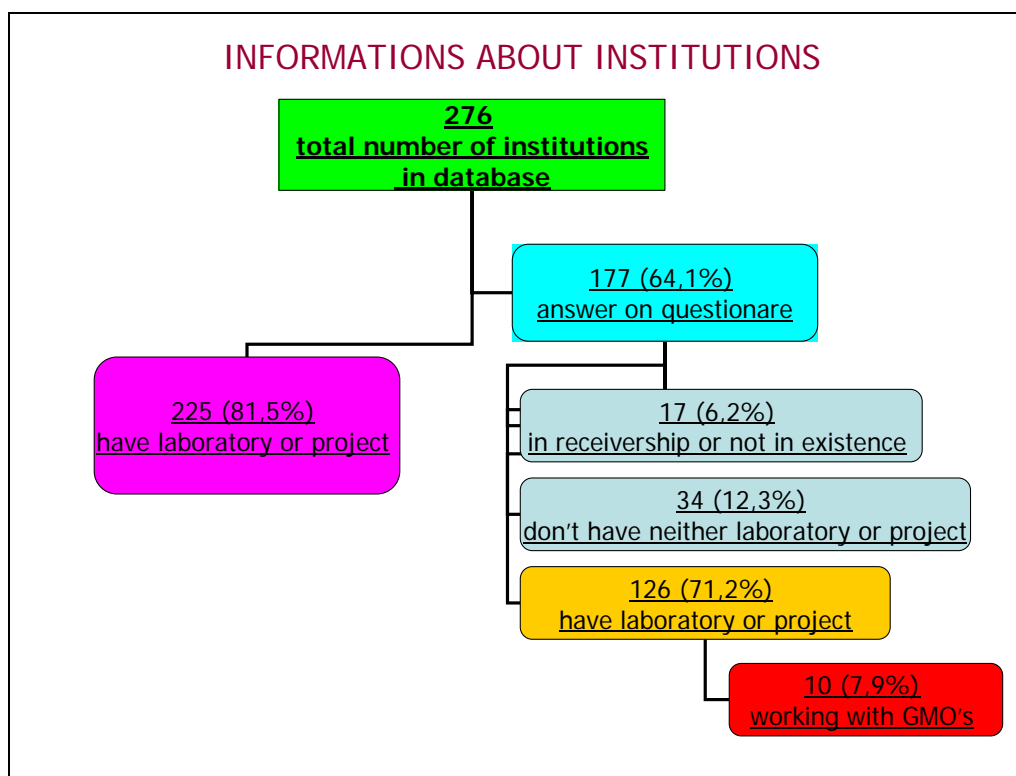 INFORMATIONS ABOUT INSTITUTIONS
276
total number of institutions
in database
177 (64,1%)
answer on questionare
225 (81,5%)
have laboratory or project
17 (6,2%)
in receivership or not in existence
34 (12,3%)
don't have neither laboratory or project
126 (71,2%)
have laboratory or project
10 (7,9%)
working with GMO's